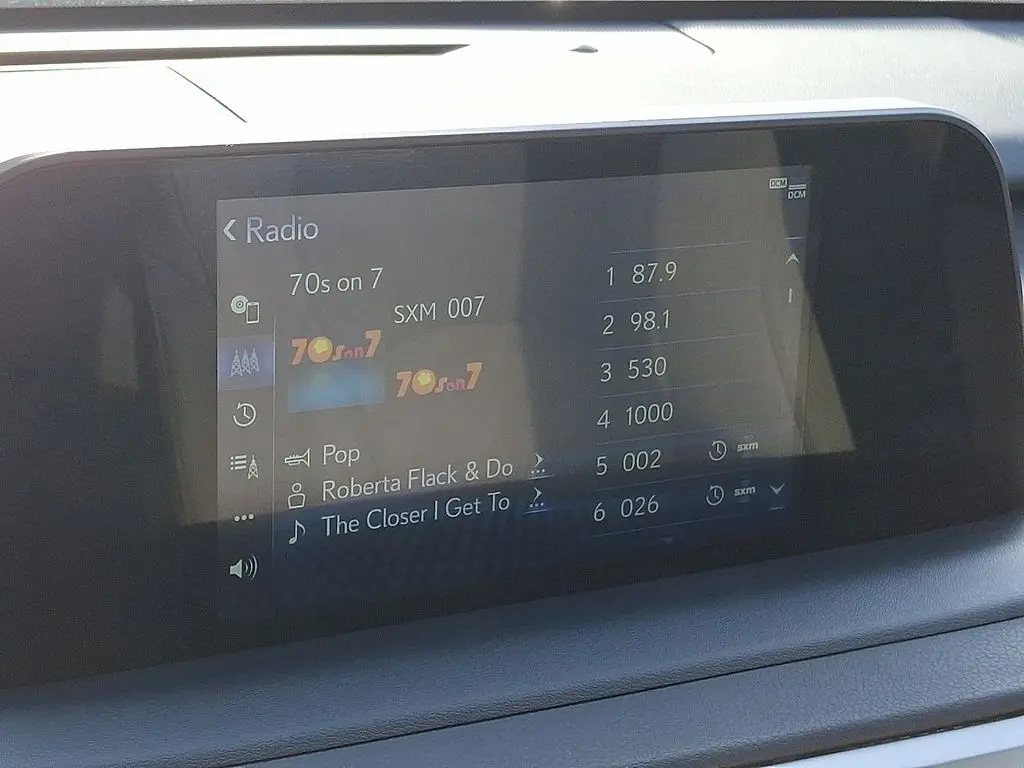 DCM
DCM
Radio
70s on 7
SXM 007
70s on 7
70s on 7
Pop
Roberta Flack & Do
The Closer I Get To
1 87.9
2 98.1
3 530
4 1000
5 002 sxm
6 026 sxm